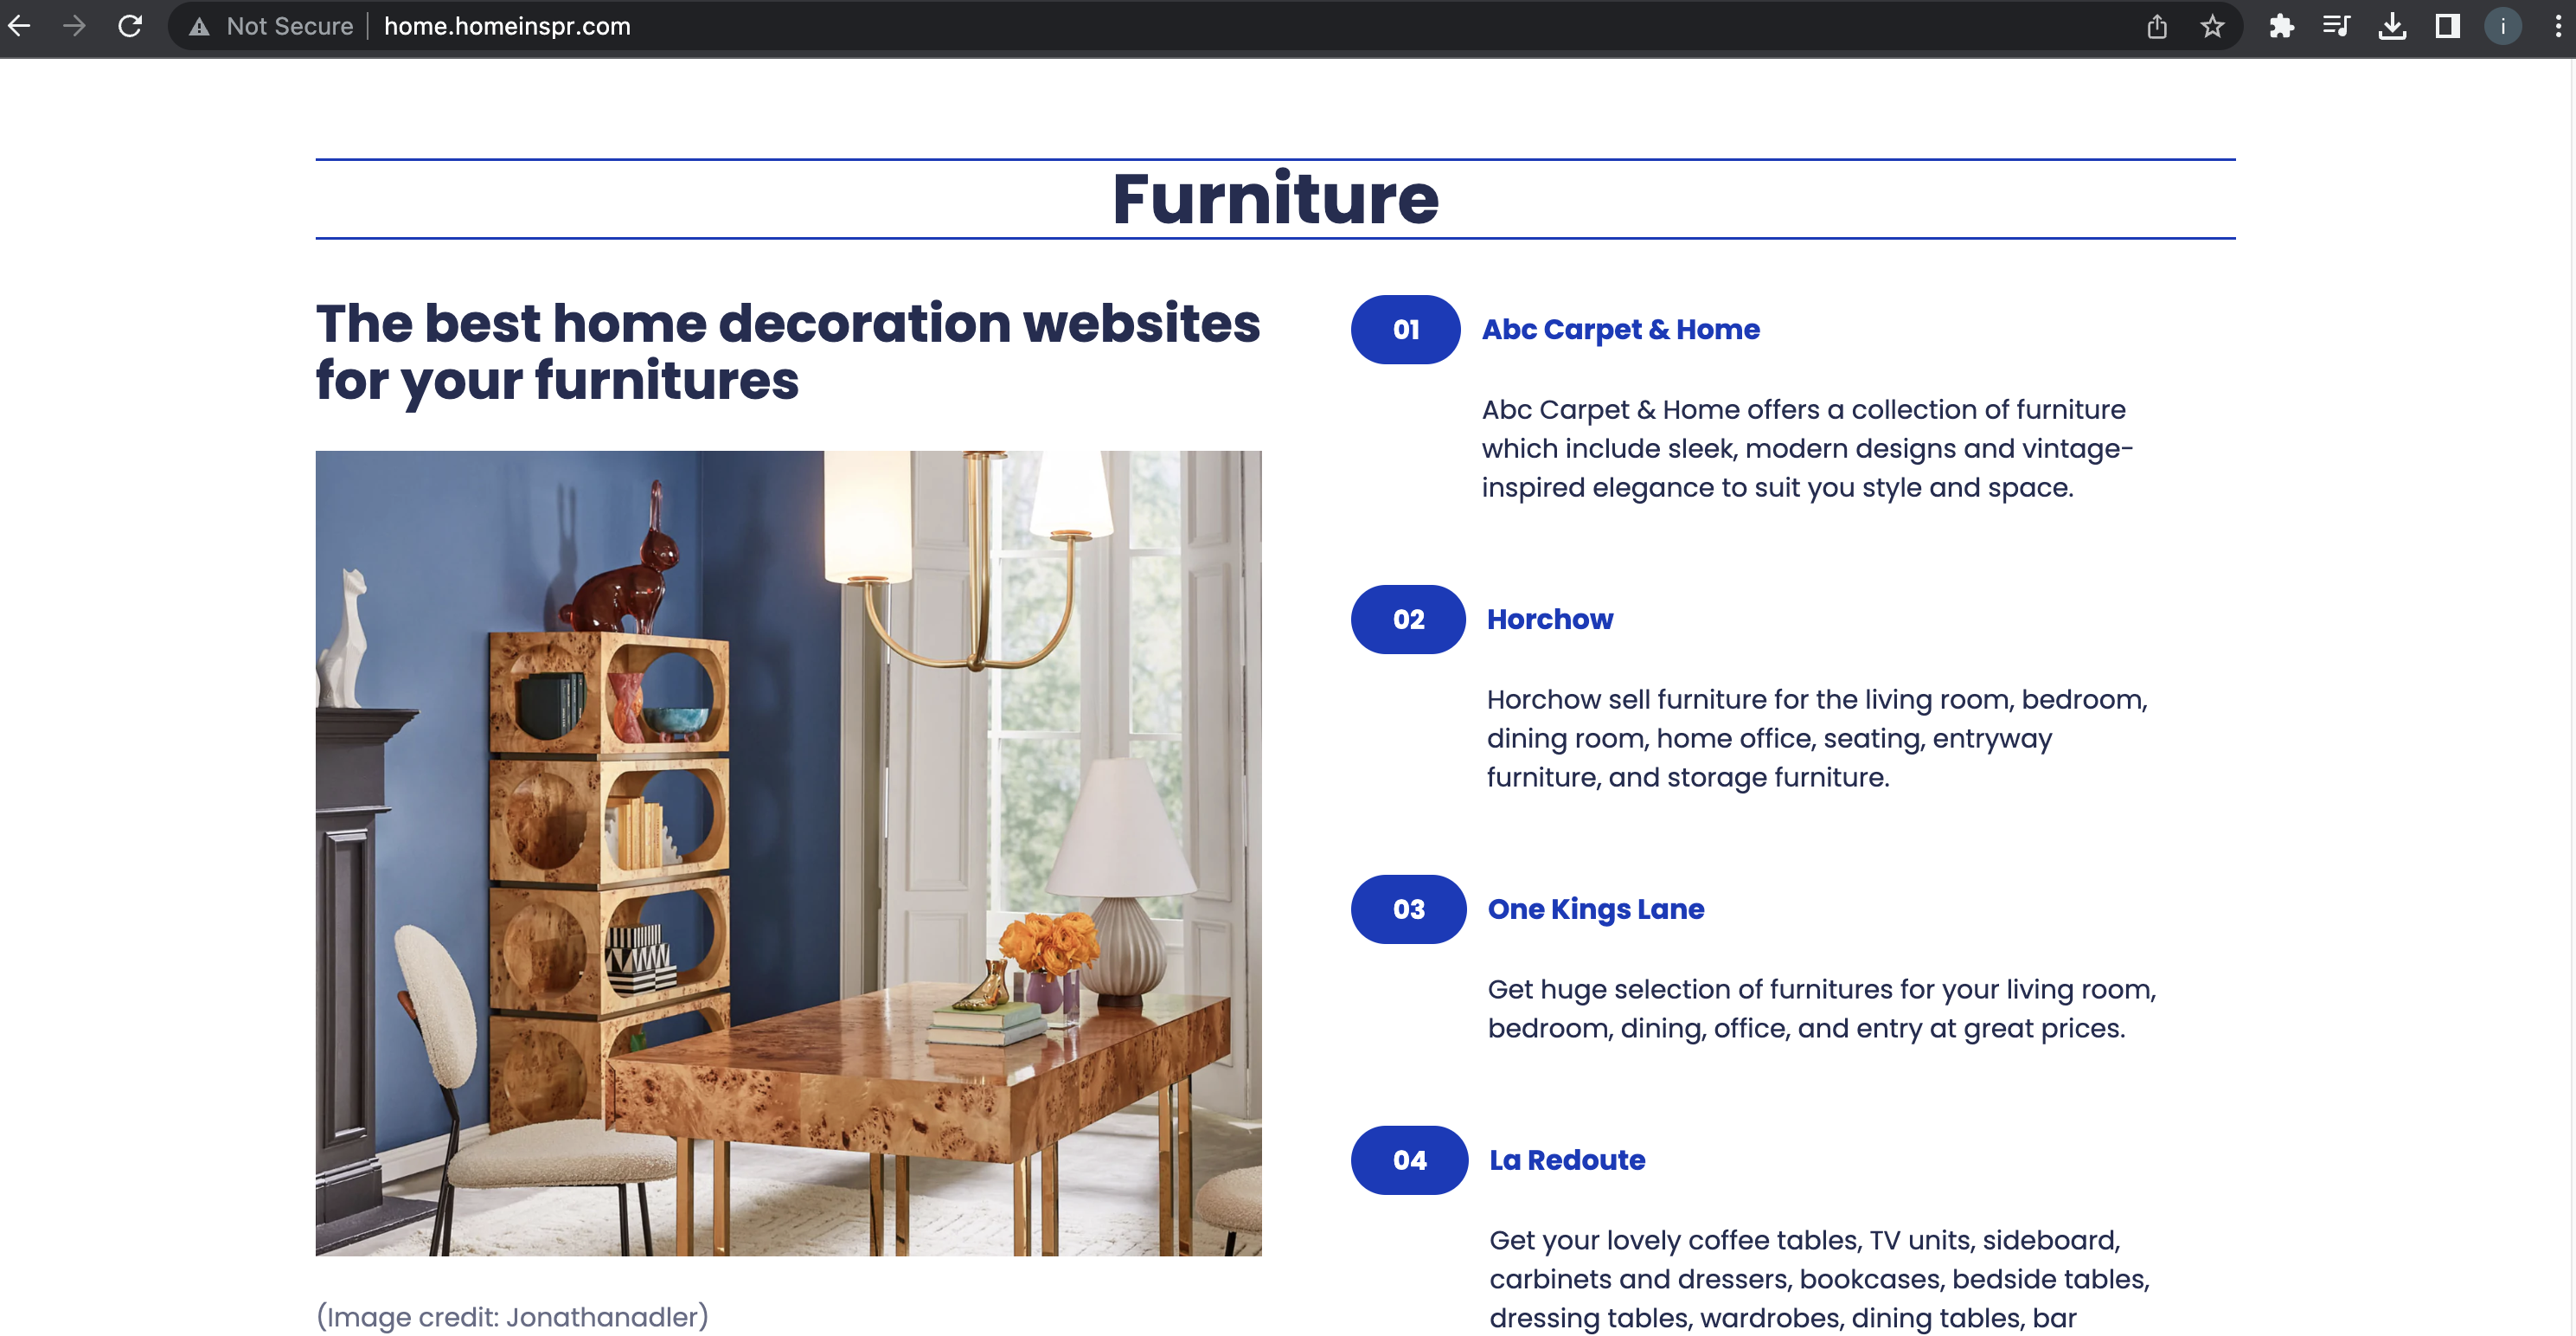 Not Secure home.homeinspr.com
i
Furniture
The best home decoration websites
for your furnitures
(Image credit: Jonathanadler)
01 Abc Carpet & Home
Abc Carpet & Home offers a collection of furniture
which include sleek, modern designs and vintage-
inspired elegance to suit you style and space.
02 Horchow
Horchow sell furniture for the living room, bedroom,
dining room, home office, seating, entryway
furniture, and storage furniture.
03 One Kings Lane
Get huge selection of furnitures for your living room,
bedroom, dining, office, and entry at great prices.
04 La Redoute
Get your lovely coffee tables, TV units, sideboard,
carbinets and dressers, bookcases, bedside tables,
dressing tables, wardrobes, dining tables, bar